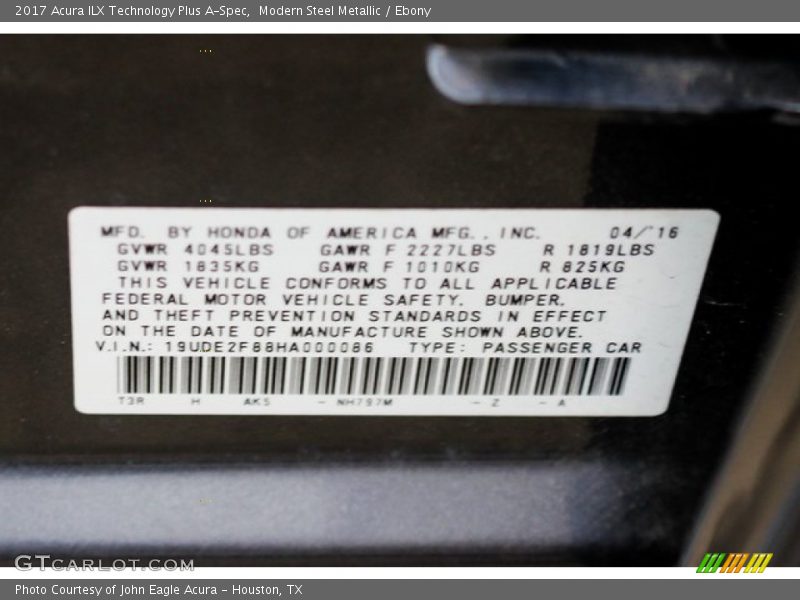 2017 Acura ILX Technology Plus A-Spec, Modern Steel Metallic / Ebony
MFD. BY HONDA OF AMERICA MFG., INC. 04/'16
GVWR 4045LBS GAWR F 2227LBS R 1819LBS
GVWR 1835KG GAWR F 1010KG R 825KG
THIS VEHICLE CONFORMS TO ALL APPLICABLE
FEDERAL MOTOR VEHICLE SAFETY. BUMPER,
AND THEFT PREVENTION STANDARDS IN EFFECT
ON THE DATE OF MANUFACTURE SHOWN ABOVE.
V.I.N.: 19UDE2F88HA000086 TYPE: PASSENGER CAR
T3R H AK5 - NH797M - Z - A
GTCARLOT.COM
Photo Courtesy of John Eagle Acura - Houston, TX